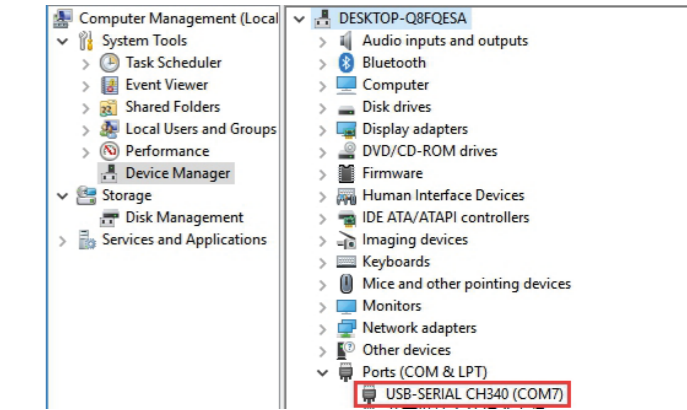 Computer Management (Local
System Tools
Task Scheduler
Event Viewer
Shared Folders
Local Users and Groups
Performance
Device Manager
Storage
Disk Management
Services and Applications
DESKTOP-Q8FQESA
Audio inputs and outputs
Bluetooth
Computer
Disk drives
Display adapters
DVD/CD-ROM drives
Firmware
Human Interface Devices
IDE ATA/ATAPI controllers
Imaging devices
Keyboards
Mice and other pointing devices
Monitors
Network adapters
Other devices
Ports (COM & LPT)
USB-SERIAL CH340 (COM7)